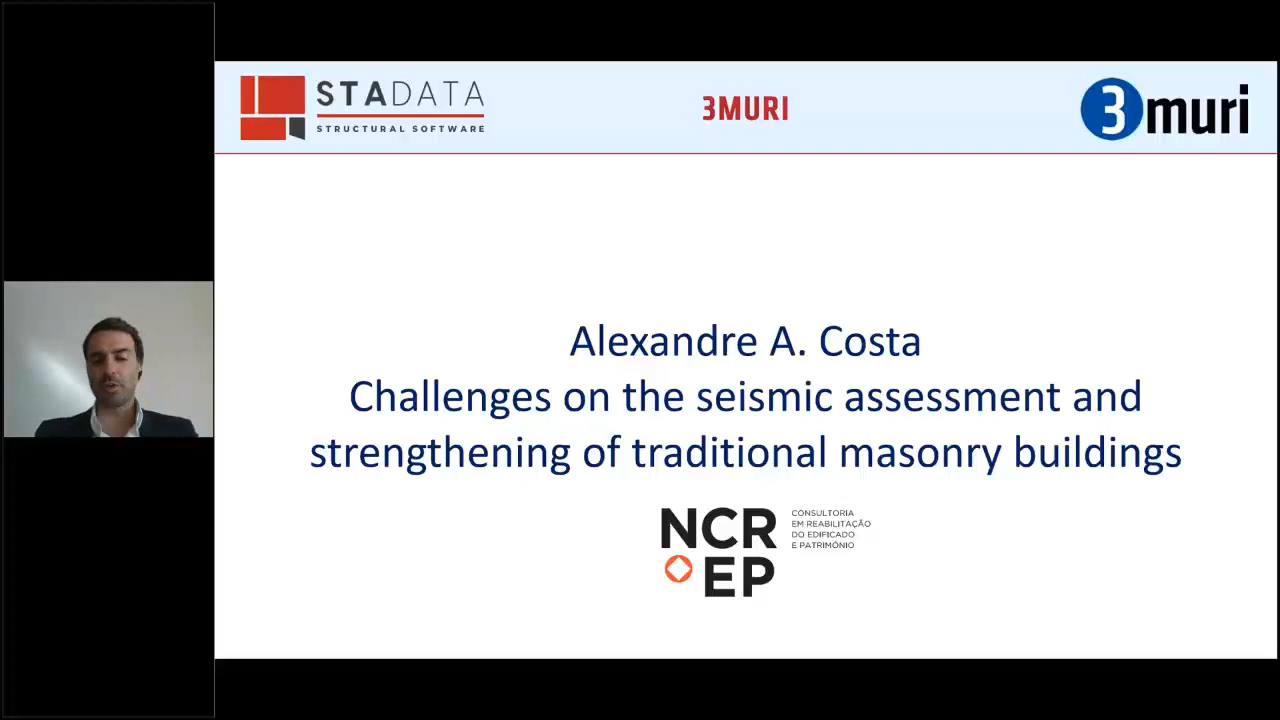 STADATA
STRUCTURAL SOFTWARE
3MURI
3muri
Alexandre A. Costa
Challenges on the seismic assessment and
strengthening of traditional masonry buildings
NCR
EP
CONSULTORIA
EM REABILITAÇÃO
DO EDIFICADO
E PATRIMÓNIO